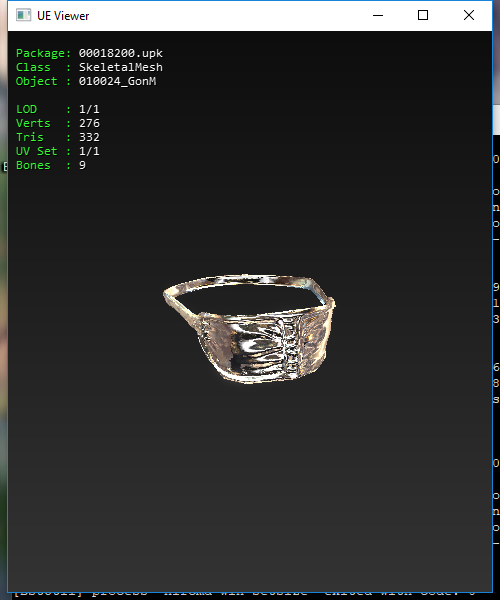 UE Viewer
Package: 00018200.upk
Class  : SkeletalMesh
Object : 010024_GonM
LOD    : 1/1
Verts  : 276
Tris   : 332
UV Set : 1/1
Bones  : 9